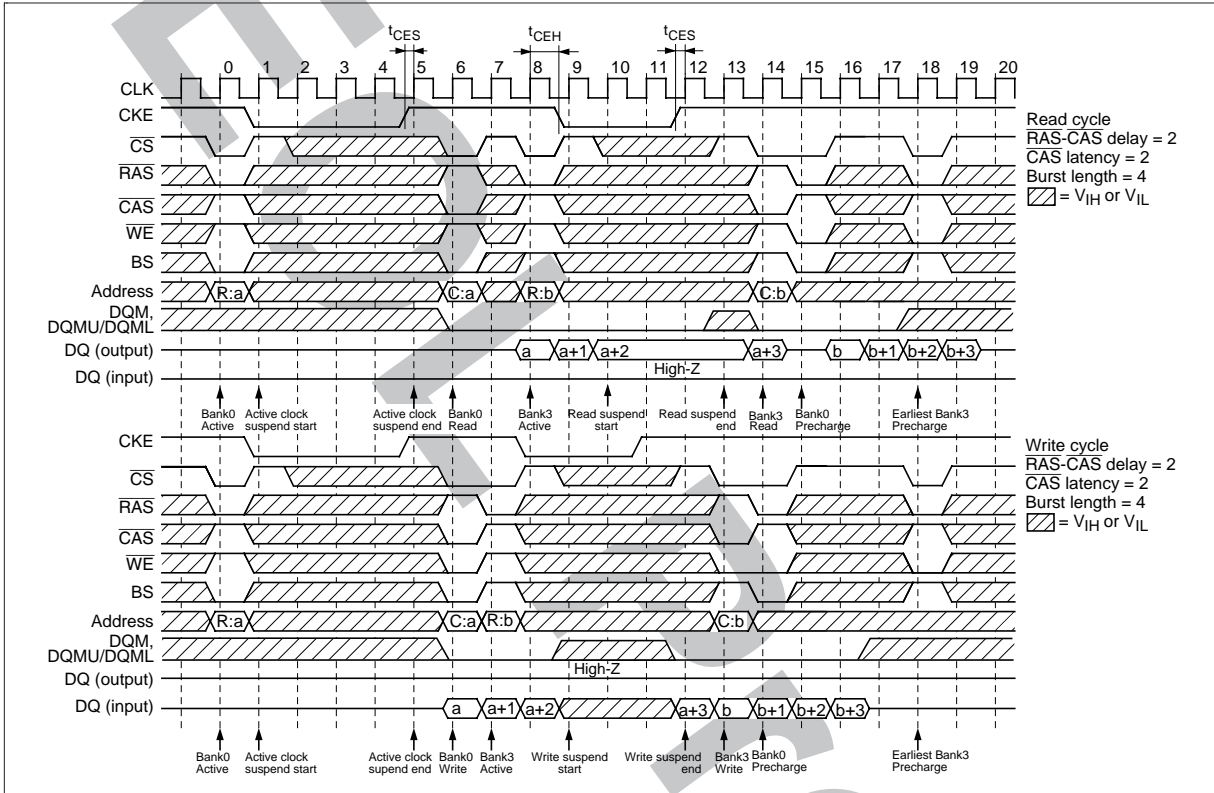 tCES tCEH tCES
0 1 2 3 4 5 6 7 8 9 10 11 12 13 14 15 16 17 18 19 20
CLK
CKE
CS
RAS
CAS
WE
BS
Address R:a C:a R:b C:b
DQM,
DQMU/DQML
DQ (output) a a+1 a+2 a+3 b b+1 b+2 b+3
High-Z
DQ (input)
Bank0 Active
Active clock suspend start
Active clock suspend end
Bank0 Read
Bank3 Active
Read suspend start
Read suspend end
Bank3 Read
Bank0 Precharge
Earliest Bank3 Precharge
Read cycle
RAS-CAS delay = 2
CAS latency = 2
Burst length = 4
= VIH or VIL
CKE
CS
RAS
CAS
WE
BS
Address R:a C:a R:b C:b
DQM,
DQMU/DQML
High-Z
DQ (output)
DQ (input) a a+1 a+2 a+3 b b+1 b+2 b+3
Bank0 Active
Active clock suspend start
Active clock supend end
Bank0 Write
Bank3 Active
Write suspend start
Write suspend end
Bank3 Write
Bank0 Precharge
Earliest Bank3 Precharge
Write cycle
RAS-CAS delay = 2
CAS latency = 2
Burst length = 4
= VIH or VIL